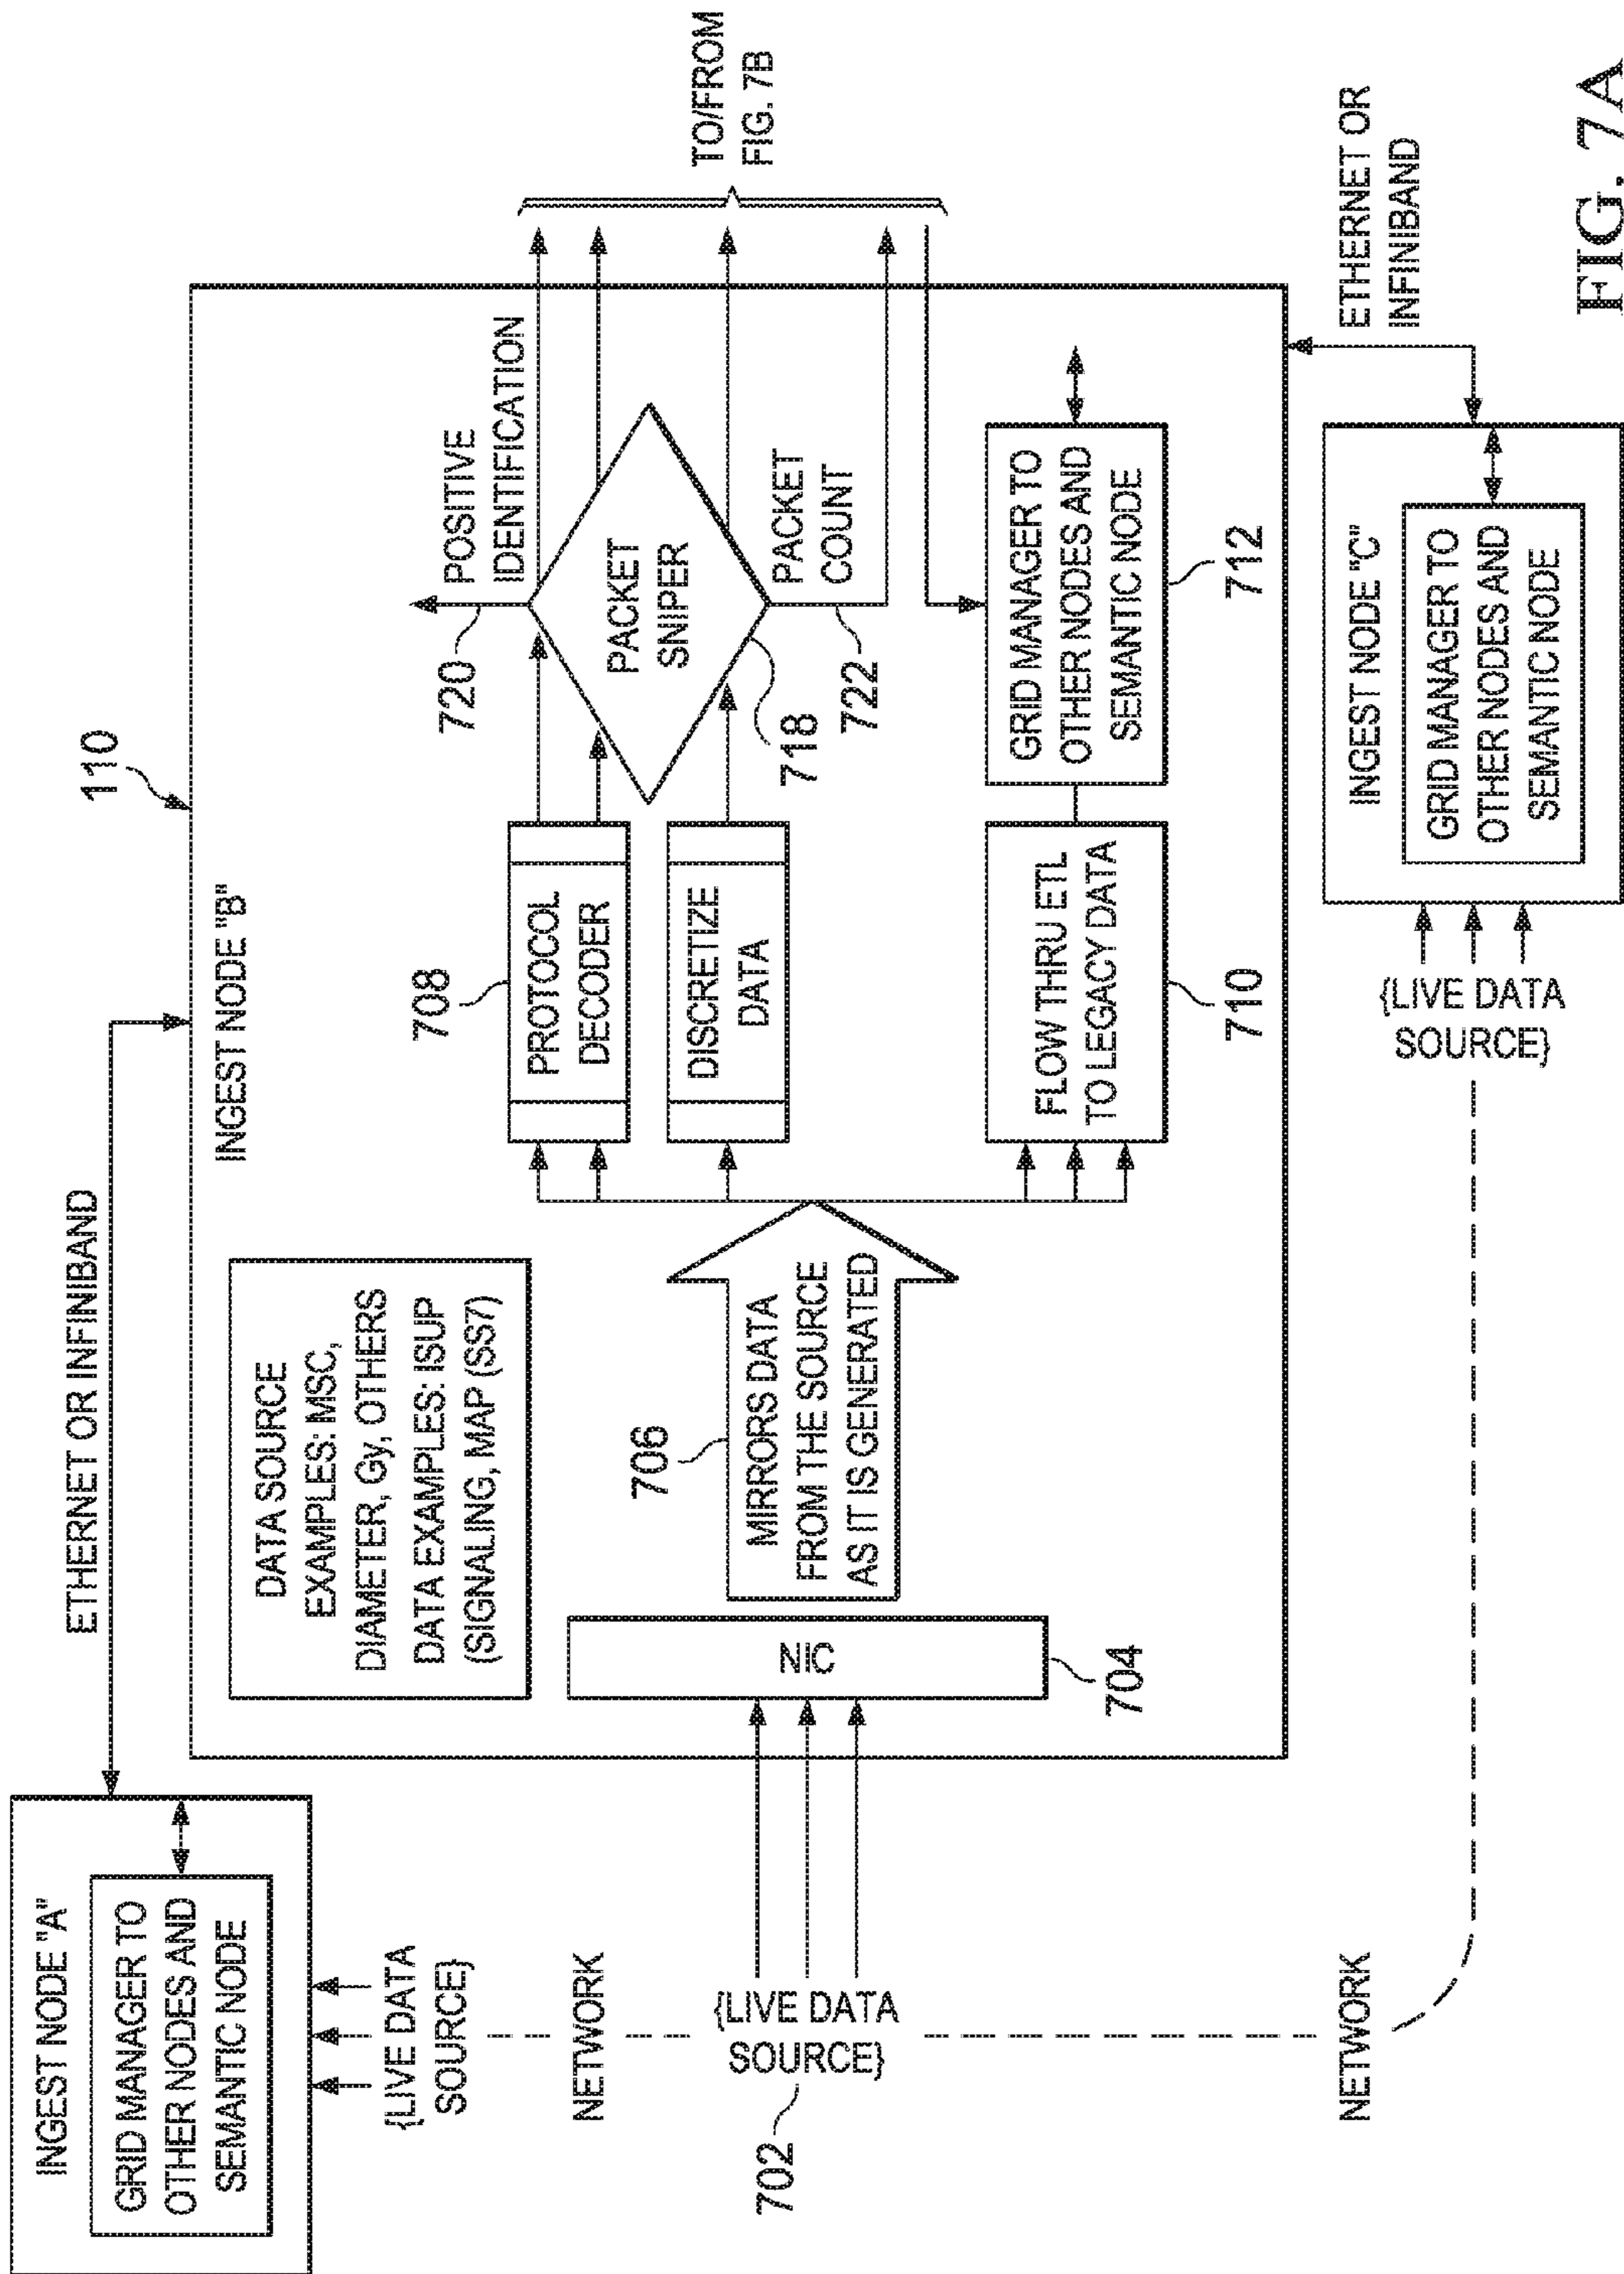 INGEST NODE "A"
GRID MANAGER TO
OTHER NODES AND
SEMANTIC NODE
{LIVE DATA
SOURCE}
NETWORK
{LIVE DATA
SOURCE}
702
NETWORK
ETHERNET OR INFINIBAND
110
INGEST NODE "B"
DATA SOURCE
EXAMPLES: MSC,
DIAMETER, Gy, OTHERS
DATA EXAMPLES: ISUP
(SIGNALING, MAP (SS7)
NIC
704
706
MIRRORS DATA
FROM THE SOURCE
AS IT IS GENERATED
708
PROTOCOL
DECODER
DISCRETIZE
DATA
FLOW THRU ETL
TO LEGACY DATA
710
720
POSITIVE
IDENTIFICATION
PACKET
SNIPER
718
722
PACKET
COUNT
GRID MANAGER TO
OTHER NODES AND
SEMANTIC NODE
712
TO/FROM
FIG. 7B
{LIVE DATA
SOURCE}
INGEST NODE "C"
GRID MANAGER TO
OTHER NODES AND
SEMANTIC NODE
ETHERNET OR
INFINIBAND
FIG. 7A